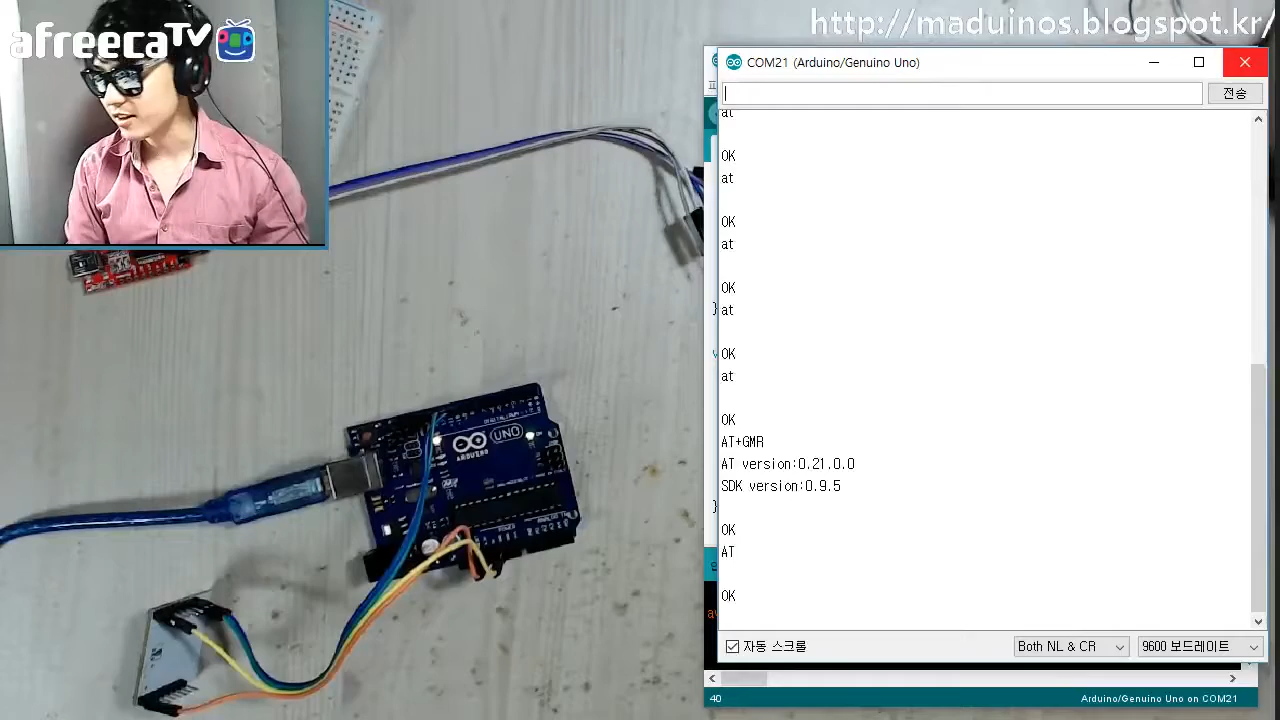 afreecaTV
http://maduinos.blogspot.kr/
COM21 (Arduino/Genuino Uno)
전송
at
OK
at
OK
at
OK
at
OK
at
OK
AT+GMR
AT version:0.21.0.0
SDK version:0.9.5
OK
AT
OK
자동 스크롤
Both NL & CR
9600 보드레이트
40
Arduino/Genuino Uno on COM21
UNO